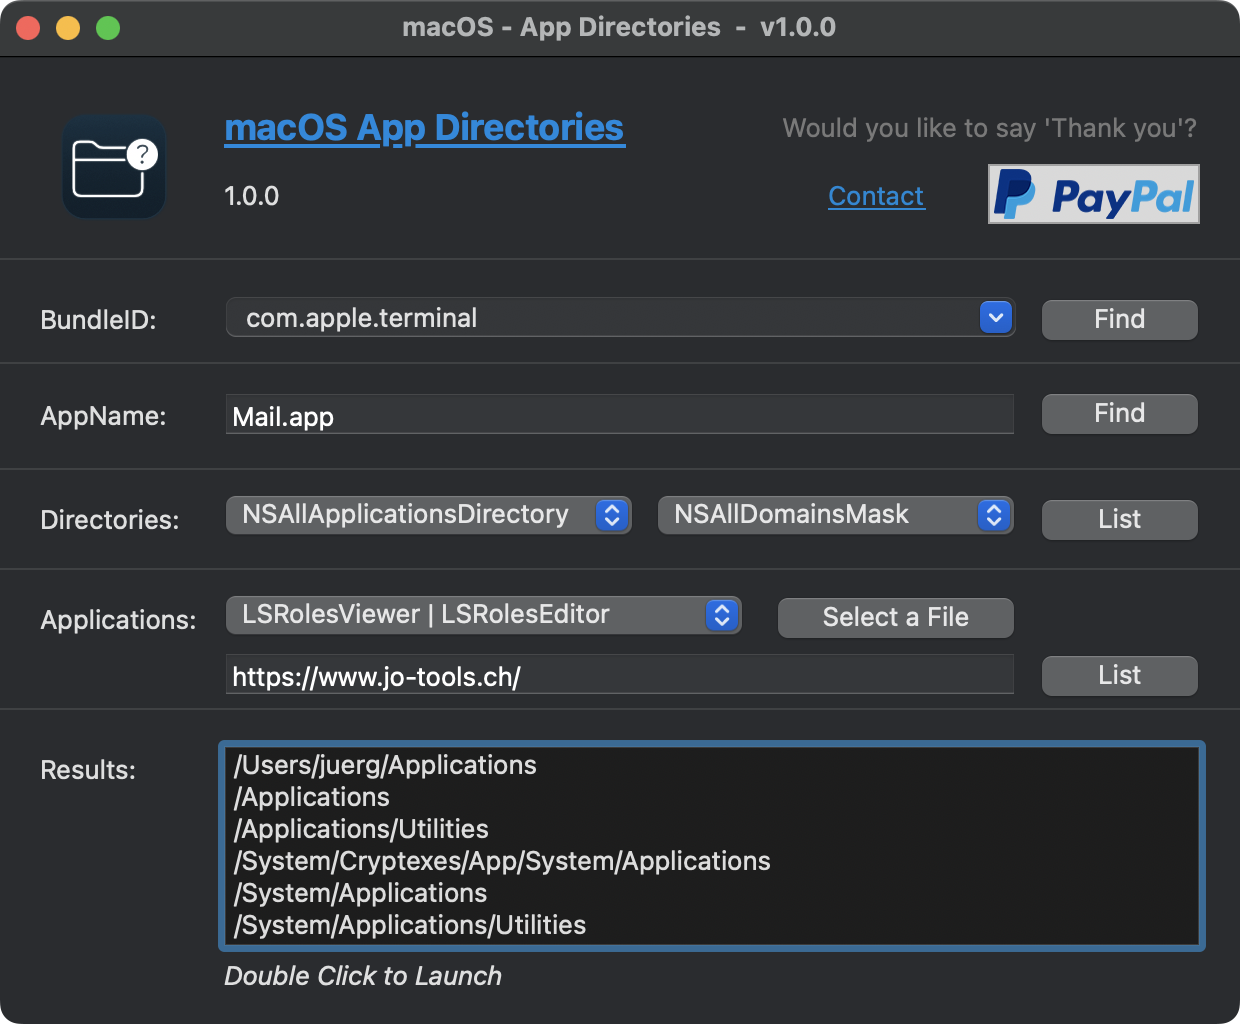 macOS - App Directories - v1.0.0
macOS App Directories
Would you like to say 'Thank you'?
1.0.0
Contact
PayPal
BundleID:
com.apple.terminal
Find
AppName:
Mail.app
Find
Directories:
NSAllApplicationsDirectory
NSAllDomainsMask
List
Applications:
LSRolesViewer | LSRolesEditor
Select a File
https://www.jo-tools.ch/
List
Results:
/Users/juerg/Applications
/Applications
/Applications/Utilities
/System/Cryptexes/App/System/Applications
/System/Applications
/System/Applications/Utilities
Double Click to Launch